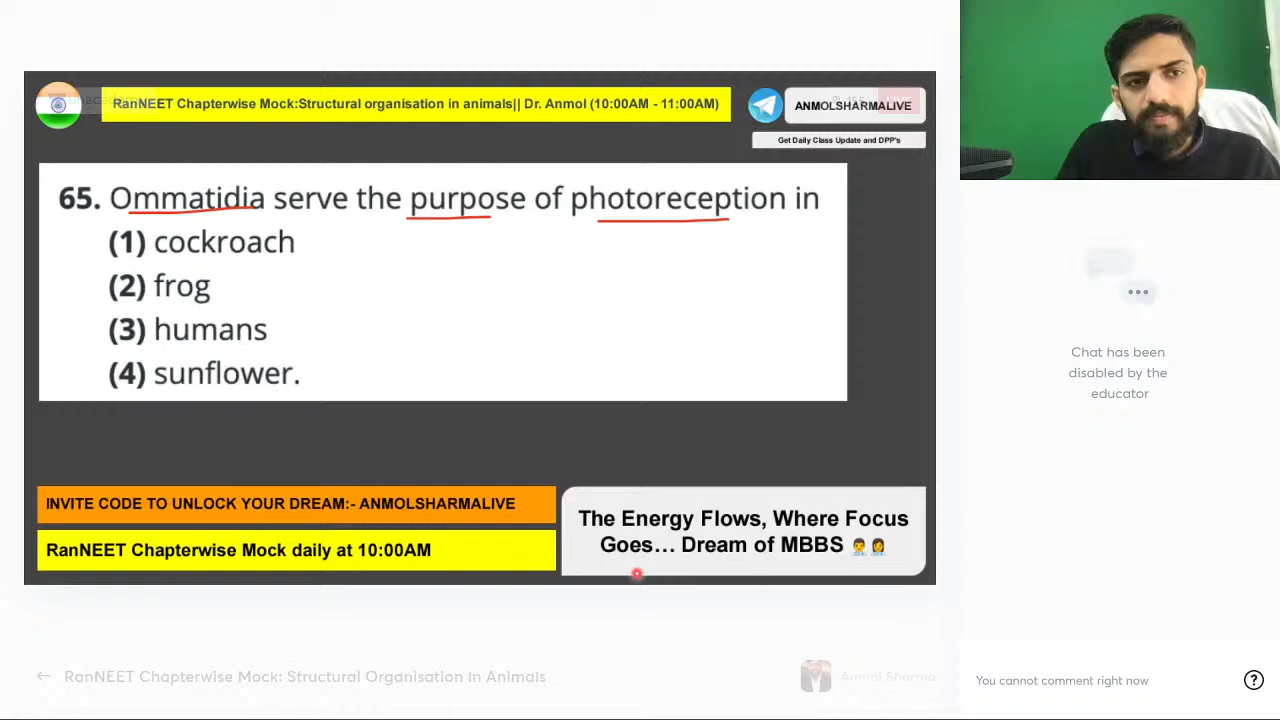 RanNEET Chapterwise Mock:Structural organisation in animals|| Dr. Anmol (10:00AM - 11:00AM)
ANMOLSHARMALIVE
Get Daily Class Update and DPP's
65. Ommatidia serve the purpose of photoreception in
(1) cockroach
(2) frog
(3) humans
(4) sunflower.
INVITE CODE TO UNLOCK YOUR DREAM:- ANMOLSHARMALIVE
RanNEET Chapterwise Mock daily at 10:00AM
The Energy Flows, Where Focus
Goes... Dream of MBBS
Chat has been
disabled by the
educator
RanNEET Chapterwise Mock: Structural Organisation in Animals
Anmol Sharma
You cannot comment right now